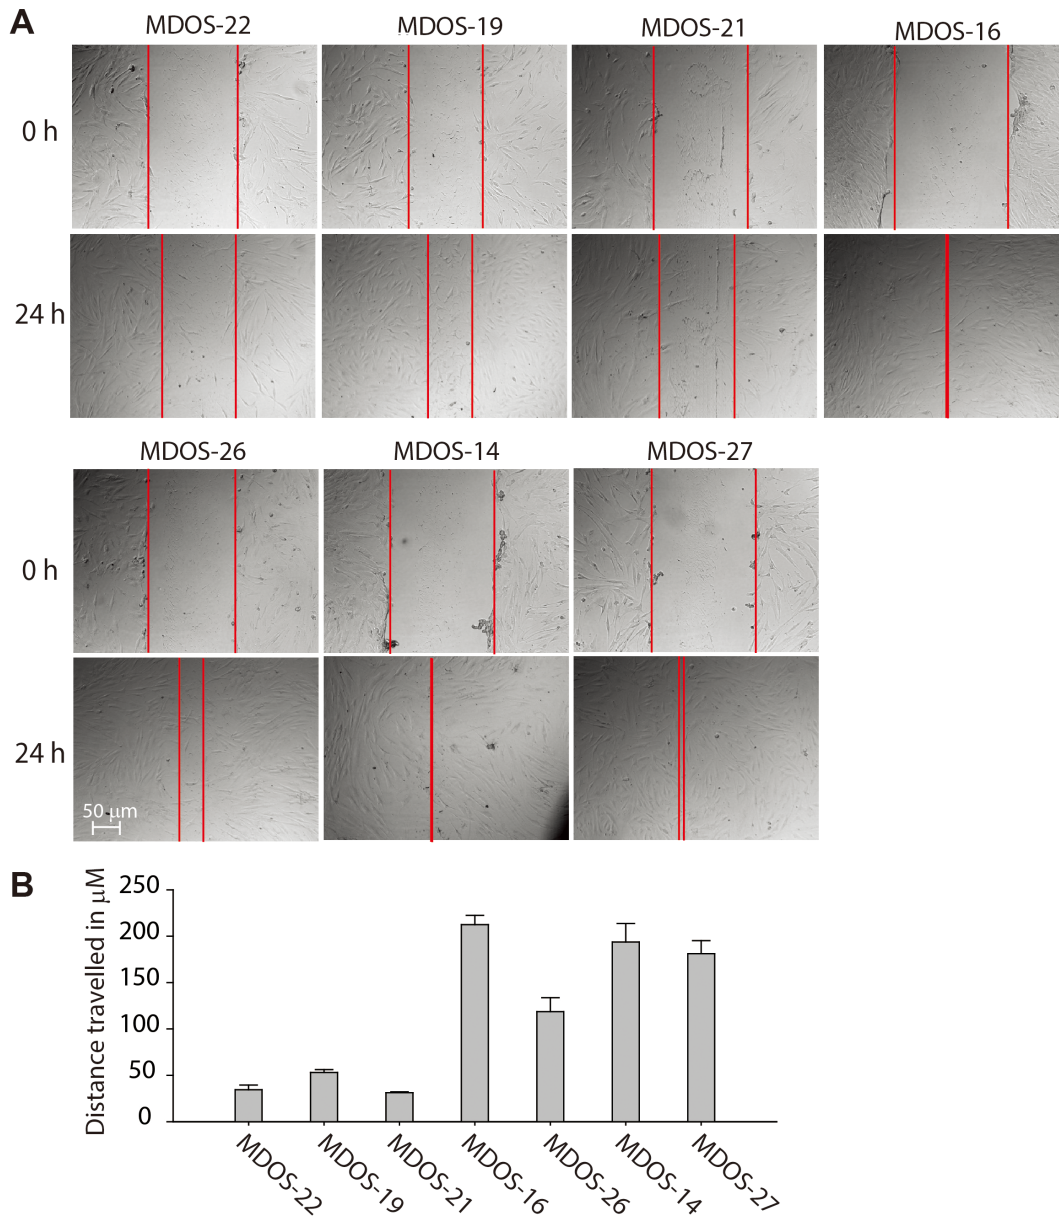 A
MDOS-22 MDOS-19 MDOS-21 MDOS-16
0 h
24 h
MDOS-26 MDOS-14 MDOS-27
0 h
24 h
50 μm
B
Distance travelled in μM
250
200
150
100
50
0
MDOS-22
MDOS-19
MDOS-21
MDOS-16
MDOS-26
MDOS-14
MDOS-27